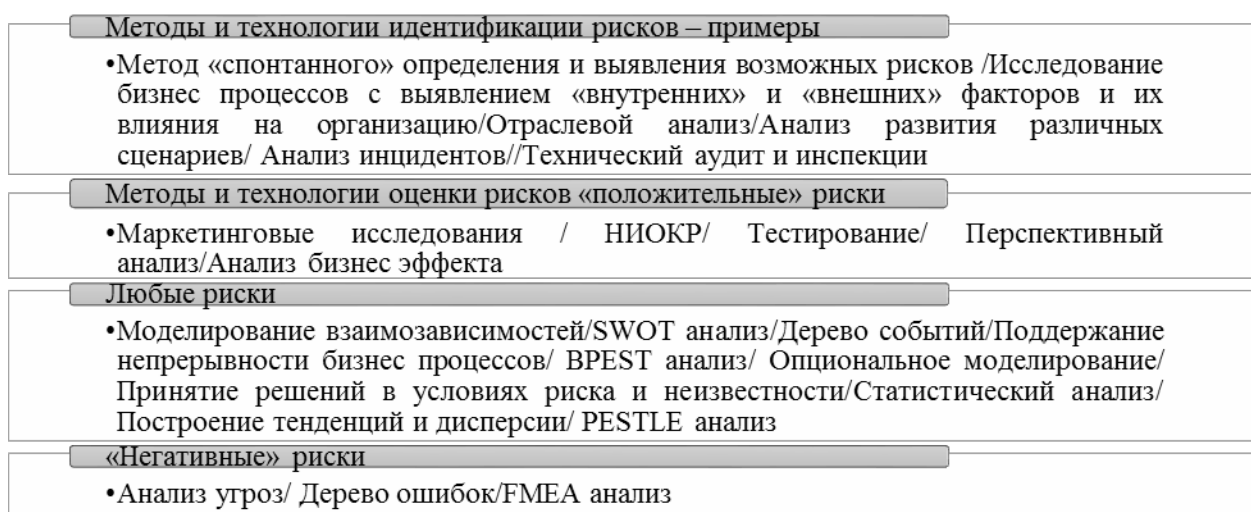 Методы и технологии идентификации рисков – примеры
•Метод «спонтанного» определения и выявления возможных рисков /Исследование
бизнес процессов с выявлением «внутренних» и «внешних» факторов и их
влияния на организацию/Отраслевой анализ/Анализ развития различных
сценариев/ Анализ инцидентов//Технический аудит и инспекции
Методы и технологии оценки рисков «положительные» риски
•Маркетинговые исследования / НИОКР/ Тестирование/ Перспективный
анализ/Анализ бизнес эффекта
Любые риски
•Моделирование взаимозависимостей/SWOT анализ/Дерево событий/Поддержание
непрерывности бизнес процессов/ BPEST анализ/ Опциональное моделирование/
Принятие решений в условиях риска и неизвестности/Статистический анализ/
Построение тенденций и дисперсии/ PESTLE анализ
«Негативные» риски
•Анализ угроз/ Дерево ошибок/FMEA анализ